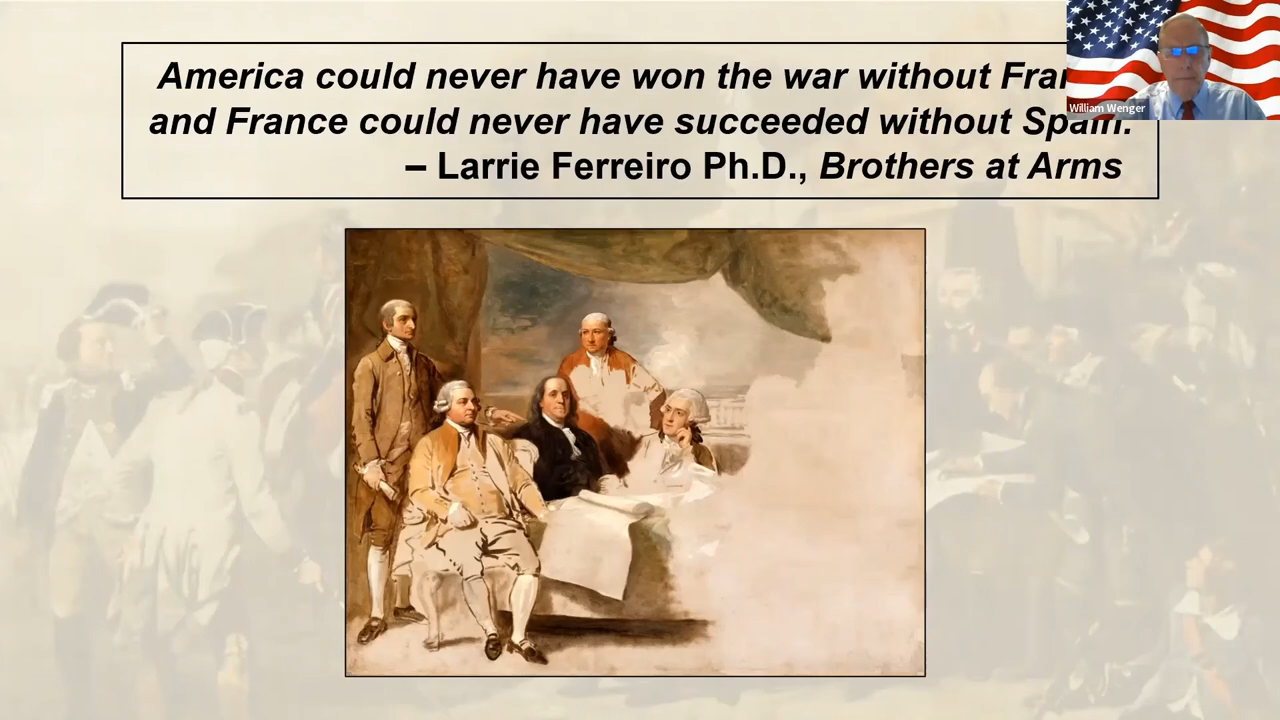 America could never have won the war without
and France could never have succeeded without Spain.
– Larrie Ferreiro Ph.D., Brothers at Arms
William Wenger